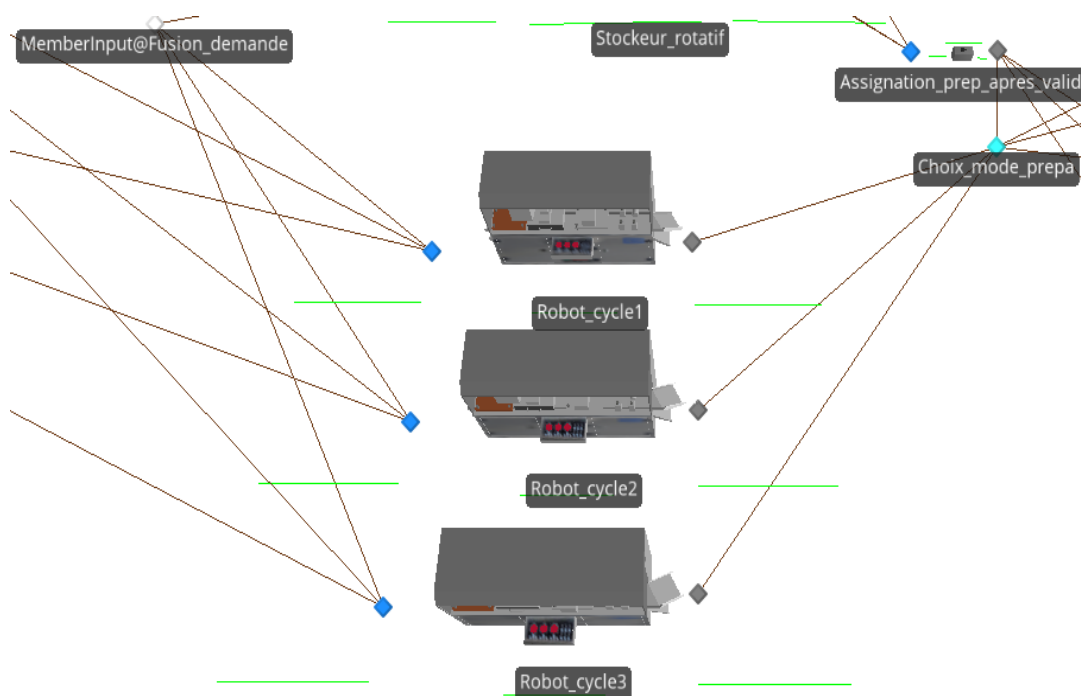 MemberInput@Fusion_demande
Stockeur_rotatif
Assignation_prep_apres_valid
Choix_mode_prepa
Robot_cycle1
Robot_cycle2
Robot_cycle3